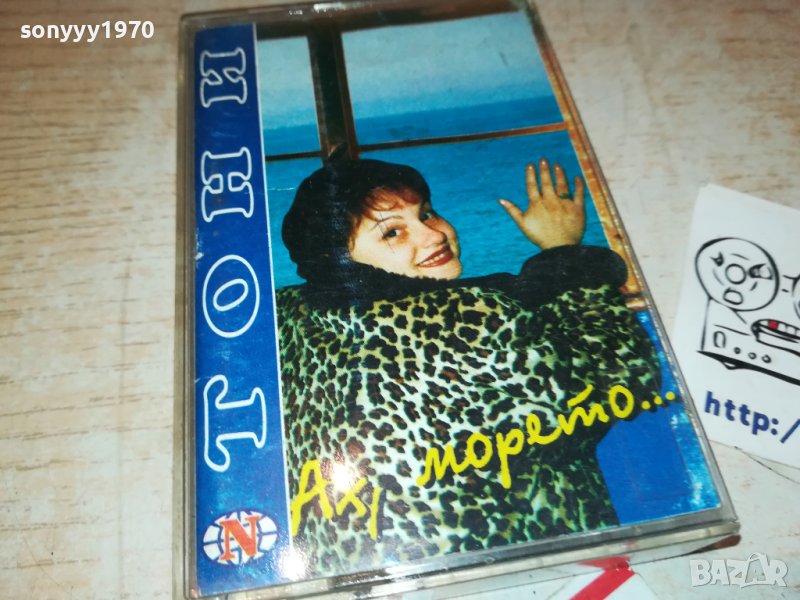 sonyyy1970
ТОНИ
Ах, морето...
N
http:/
BAZAR